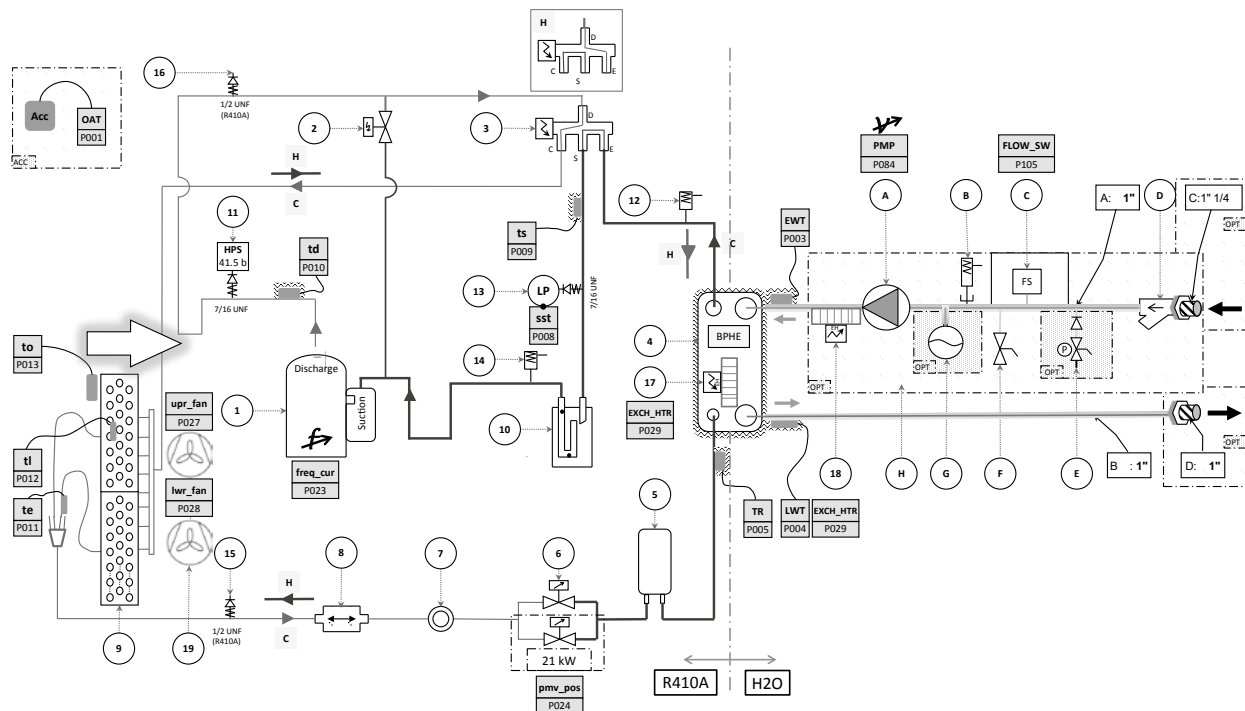 H
D
C
E
S
16
1/2 UNF
(R410A)
Acc
OAT
P001
ACC
2
3
D
C
E
S
H
C
11
HPS
41.5 b
7/16 UNF
td
P010
ts
P009
12
H
C
13
LP
sst
P008
7/16 UNF
14
to
P013
tl
P012
te
P011
upr_fan
P027
lwr_fan
P028
1
Discharge
Suction
freq_cur
P023
10
4
BPHE
17
EXCH_HTR
P029
EWT
P003
PMP
P084
A
B
FLOW_SW
P105
C
FS
A: 1"
D
C:1" 1/4
OPT
EH
OPT
OPT
P
OPT
18
H
G
F
E
B : 1"
D: 1"
OPT
TR
P005
LWT
P004
EXCH_HTR
P029
5
6
7
8
15
H
C
1/2 UNF
(R410A)
9
19
21 kW
pmv_pos
P024
R410A
H2O